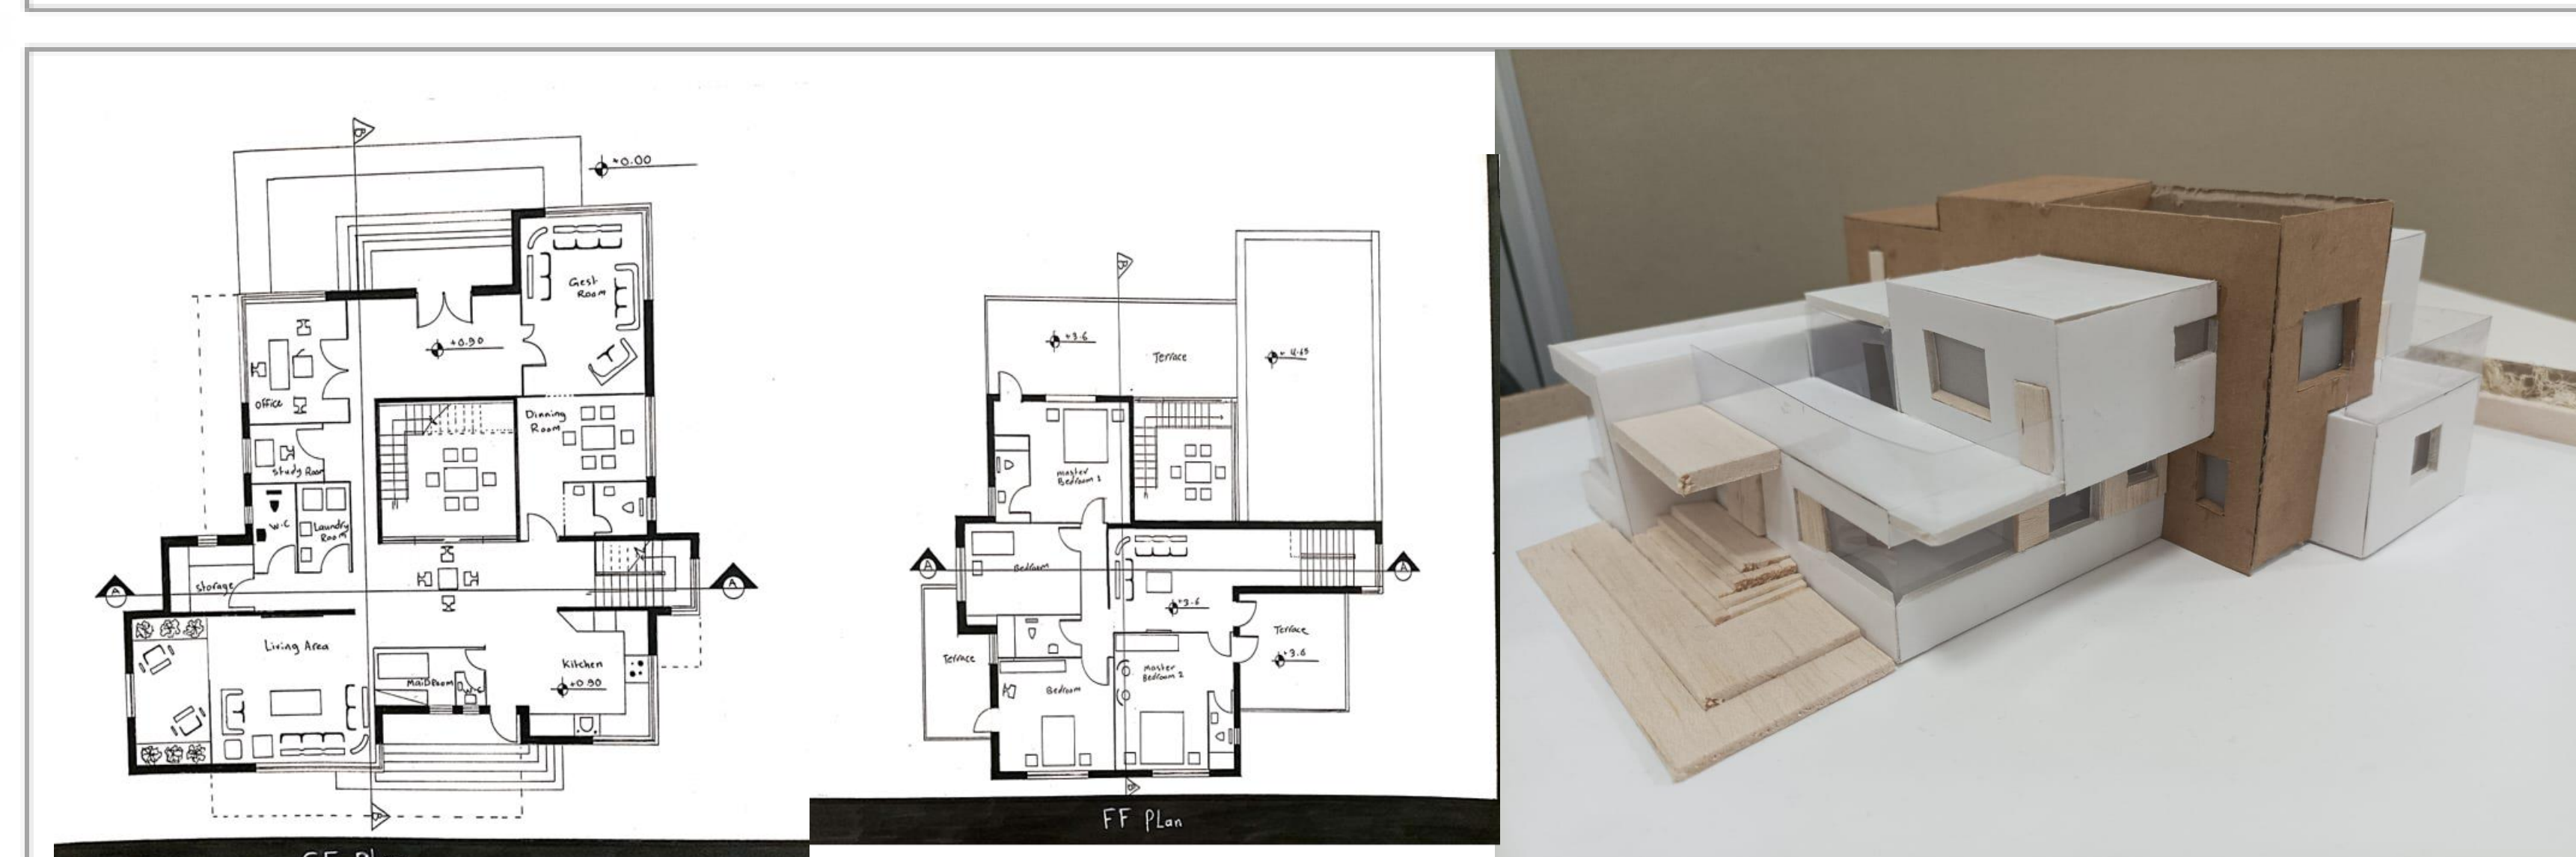 B
+0.00
Gest
Room
+0.90
Office
Dinning
Room
Study Room
W.C
Laundry
Room
Storage
A
A
Living Area
Kitchen
+0.90
B
B
+3.6
Terrace
+ 4.65
master
Bedroom 1
Bedroom
A
A
+3.6
Terrace
Terrace
+3.6
Master
Bedroom 2
Bedroom
B
FF PLan